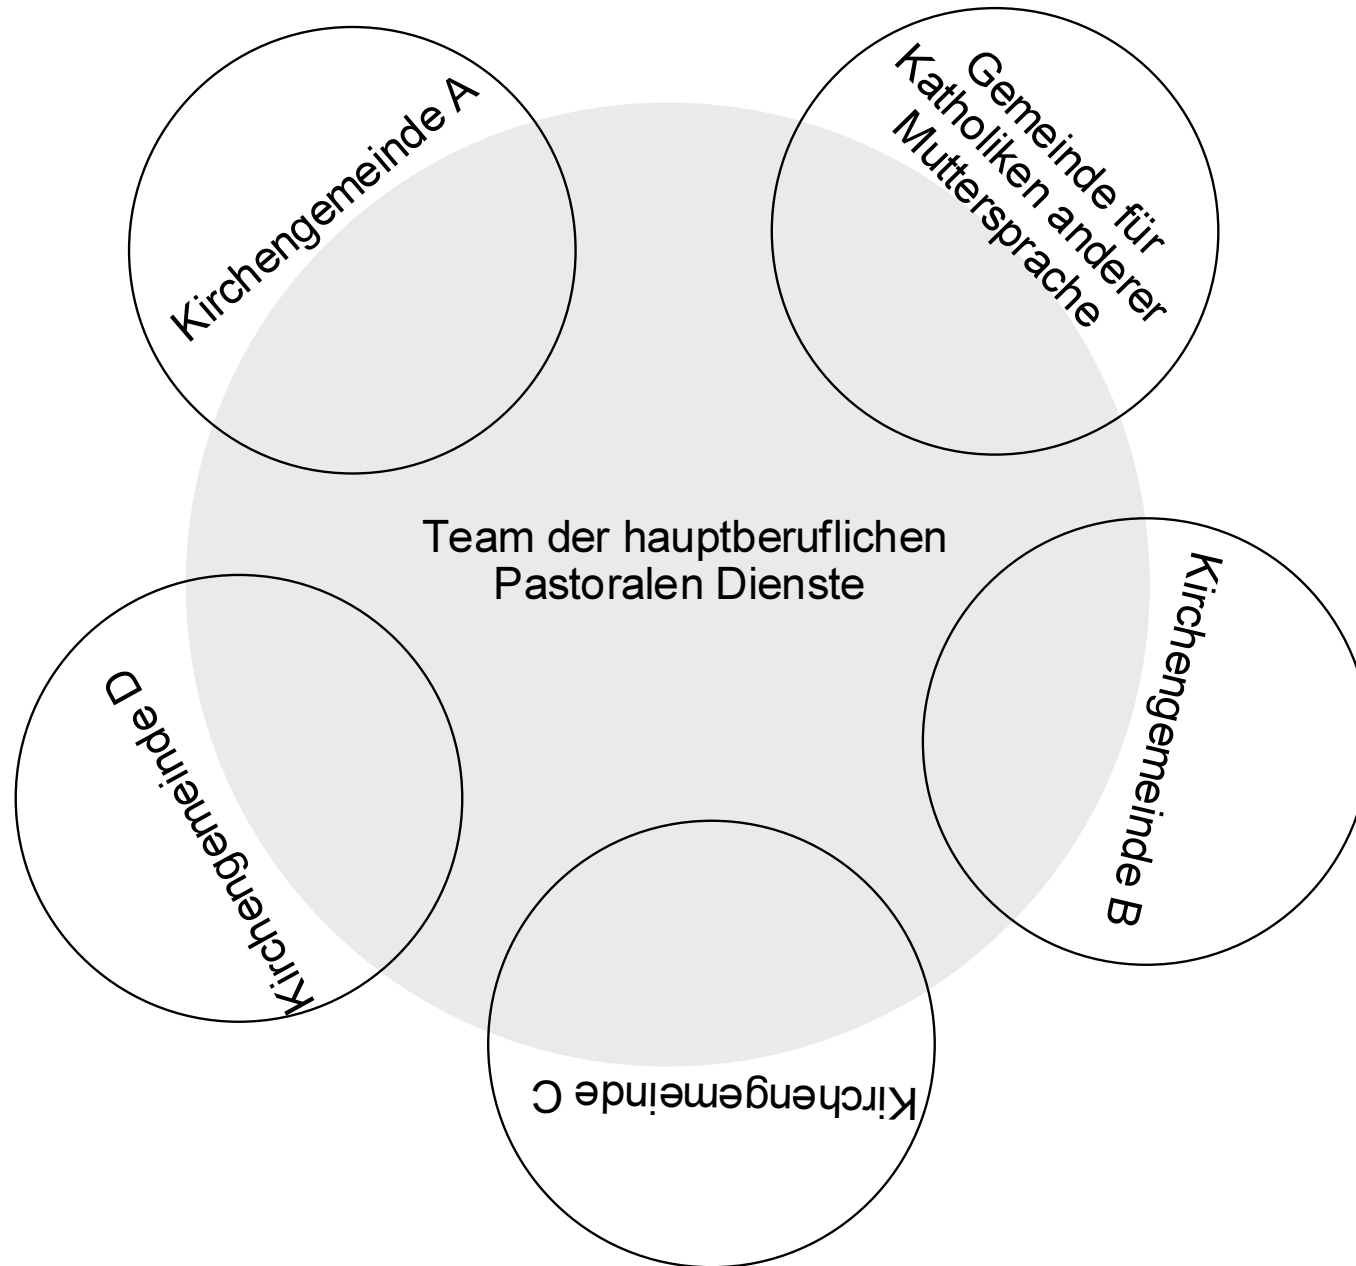 Kirchengemeinde A
Gemeinde für
Katholiken anderer
Muttersprache
Team der hauptberuflichen
Pastoralen Dienste
Kirchengemeinde B
Kirchengemeinde D
Kirchengemeinde C